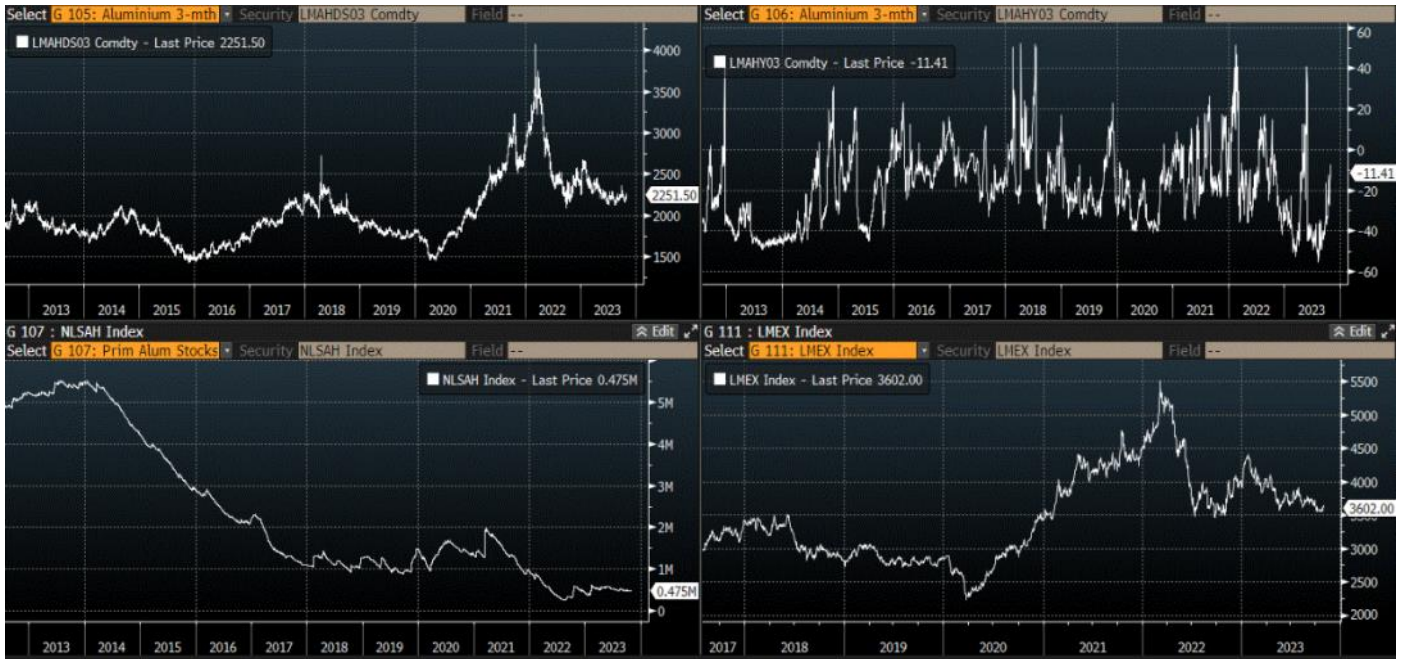 Select G 105: Aluminium 3-mth Security LMAHDS03 Comdty Field --
LMAHDS03 Comdty - Last Price 2251.50
4000
3500
3000
2500
2251.50
2000
1500
2013 2014 2015 2016 2017 2018 2019 2020 2021 2022 2023
Select G 106: Aluminium 3-mth Security LMAHY03 Comdty Field --
LMAHY03 Comdty - Last Price -11.41
60
40
20
0
-11.41
-20
-40
-60
2013 2014 2015 2016 2017 2018 2019 2020 2021 2022 2023
G 107 : NLSAH Index Edit
Select G 107: Prim Alum Stocks Security NLSAH Index Field --
NLSAH Index - Last Price 0.475M
5M
4M
3M
2M
1M
0.475M
0
2013 2014 2015 2016 2017 2018 2019 2020 2021 2022 2023
G 111 : LMEX Index Edit
Select G 111: LMEX Index Security LMEX Index Field --
LMEX Index - Last Price 3602.00
5500
5000
4500
4000
3602.00
3500
3000
2500
2000
2017 2018 2019 2020 2021 2022 2023